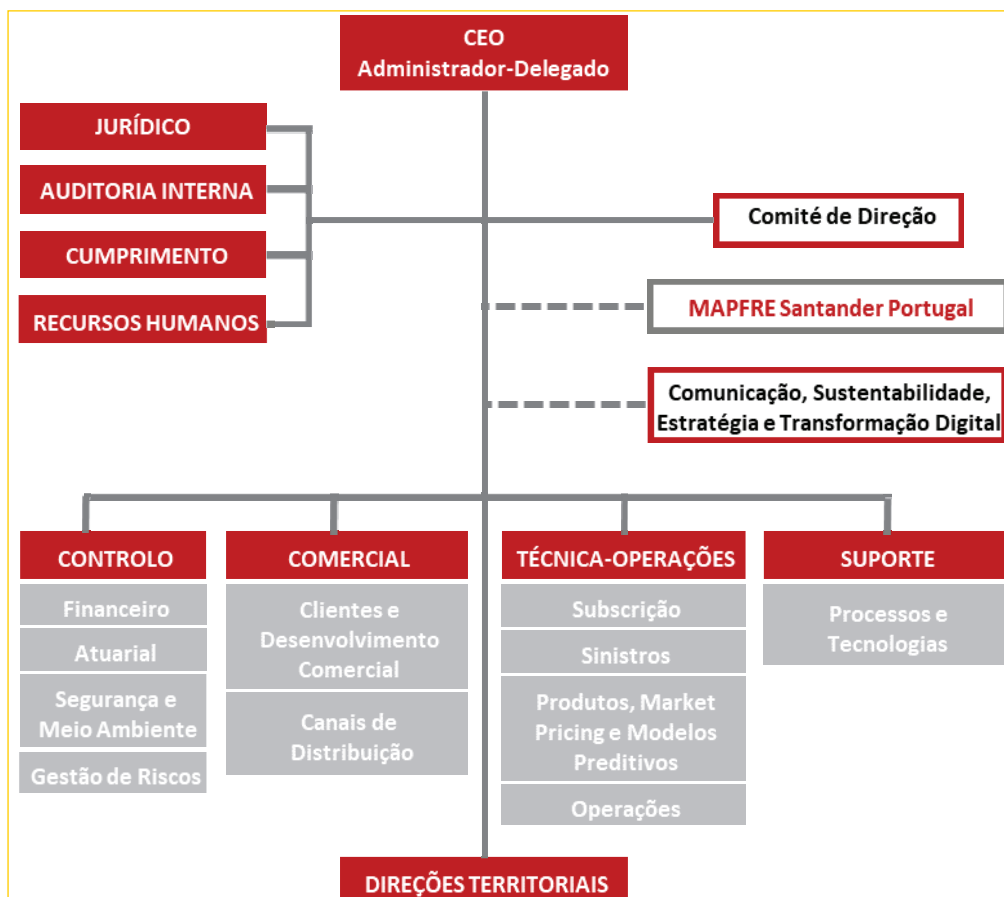 CEO
Administrador-Delegado
JURÍDICO
AUDITORIA INTERNA
CUMPRIMENTO
RECURSOS HUMANOS
Comité de Direção
MAPFRE Santander Portugal
Comunicação, Sustentabilidade,
Estratégia e Transformação Digital
CONTROLO
Financeiro
Atuarial
Segurança e
Meio Ambiente
Gestão de Riscos
COMERCIAL
Clientes e
Desenvolvimento
Comercial
Canais de
Distribuição
TÉCNICA-OPERAÇÕES
Subscrição
Sinistros
Produtos, Market
Pricing e Modelos
Preditivos
Operações
SUPORTE
Processos e
Tecnologias
DIREÇÕES TERRITORIAIS